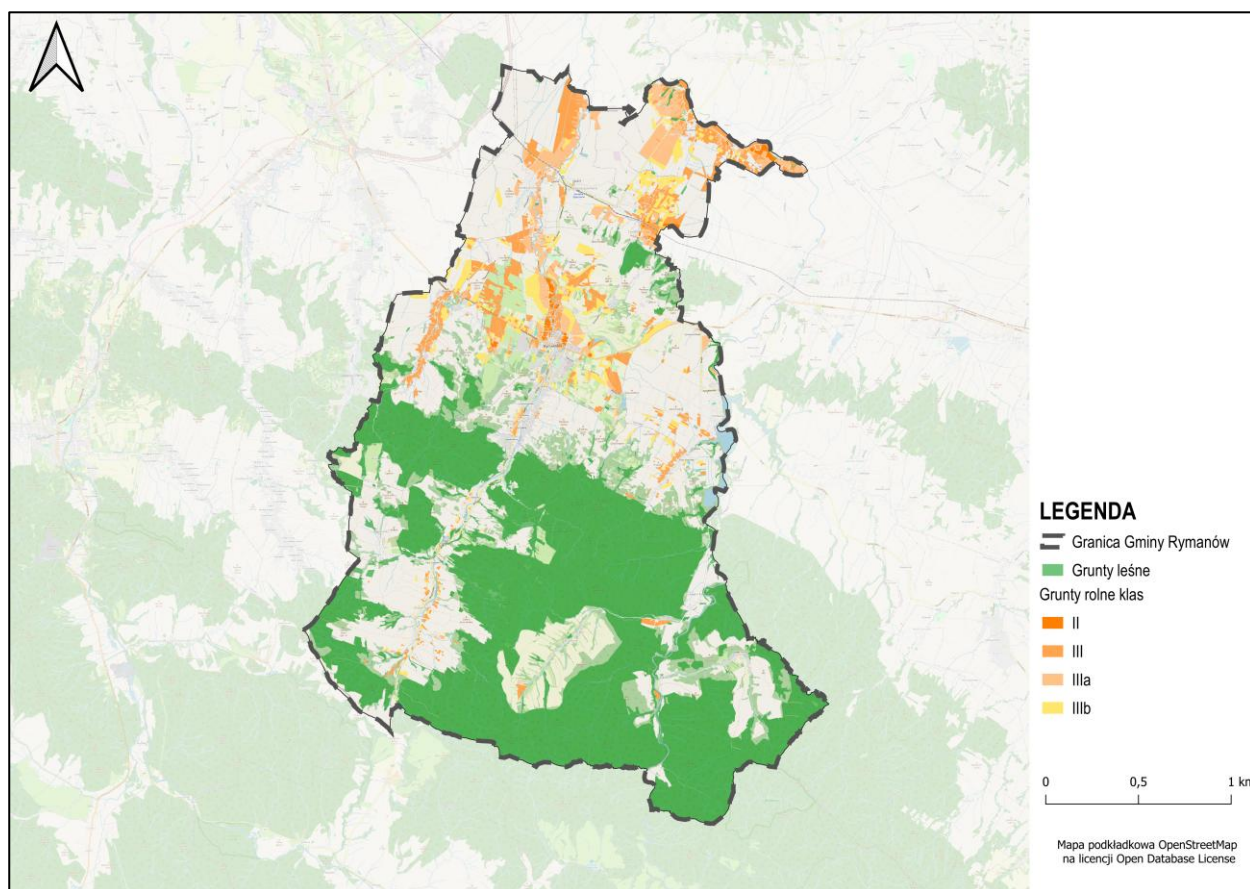 LEGENDA
Granica Gminy Rymanów
Grunty leśne
Grunty rolne klas
II
III
IIIa
IIIb
0 0,5 1 km
Mapa podkładkowa OpenStreetMap
na licencji Open Database License